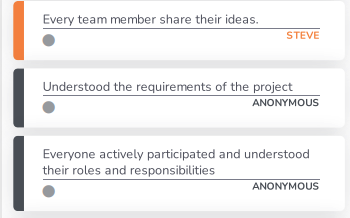 Every team member share their ideas.
STEVE
Understood the requirements of the project
ANONYMOUS
Everyone actively participated and understood
their roles and responsibilities
ANONYMOUS